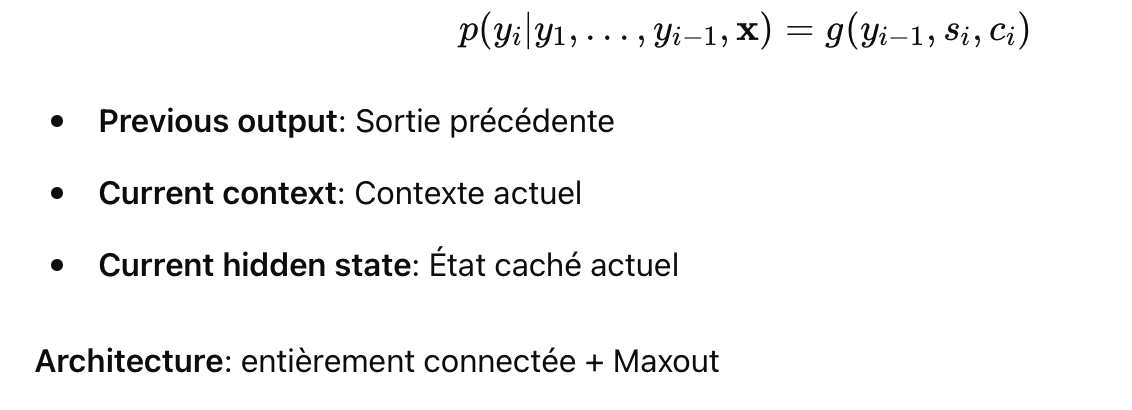 p(yᵢ|y₁, . . . , yᵢ₋₁, 𝐱) = g(yᵢ₋₁, sᵢ, cᵢ)
• Previous output: Sortie précédente
• Current context: Contexte actuel
• Current hidden state: État caché actuel
Architecture: entièrement connectée + Maxout